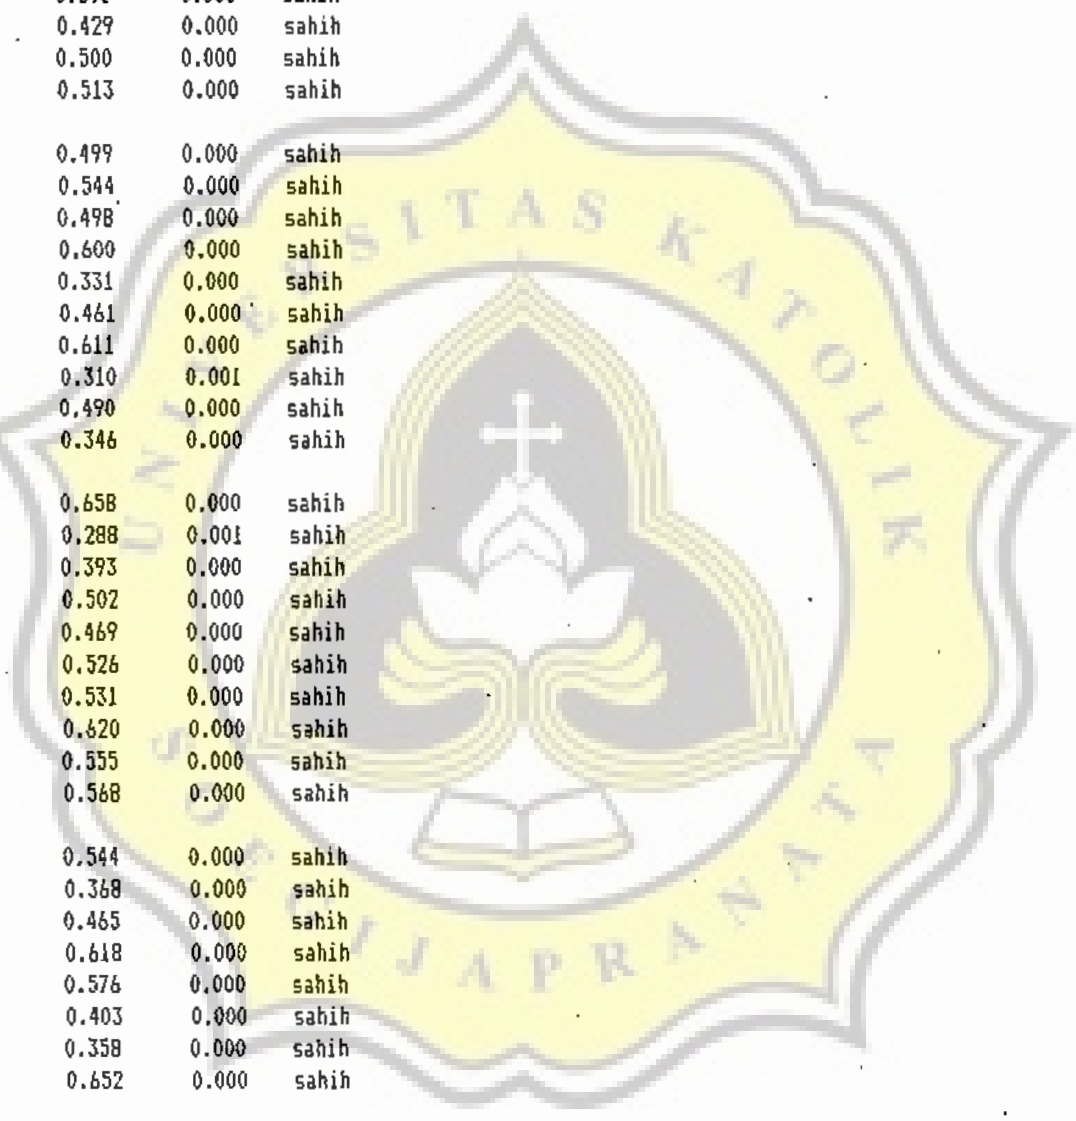 0.429 0.000 sahih
0.500 0.000 sahih
0.513 0.000 sahih
0.499 0.000 sahih
0.544 0.000 sahih
0.498 0.000 sahih
0.600 0.000 sahih
0.331 0.000 sahih
0.461 0.000 sahih
0.611 0.000 sahih
0.310 0.001 sahih
0.490 0.000 sahih
0.346 0.000 sahih
0.658 0.000 sahih
0.288 0.001 sahih
0.393 0.000 sahih
0.502 0.000 sahih
0.469 0.000 sahih
0.526 0.000 sahih
0.531 0.000 sahih
0.620 0.000 sahih
0.555 0.000 sahih
0.568 0.000 sahih
0.544 0.000 sahih
0.368 0.000 sahih
0.465 0.000 sahih
0.618 0.000 sahih
0.576 0.000 sahih
0.403 0.000 sahih
0.358 0.000 sahih
0.652 0.000 sahih
UNIVERSITAS KATOLIK
SOEGIJAPRANATA